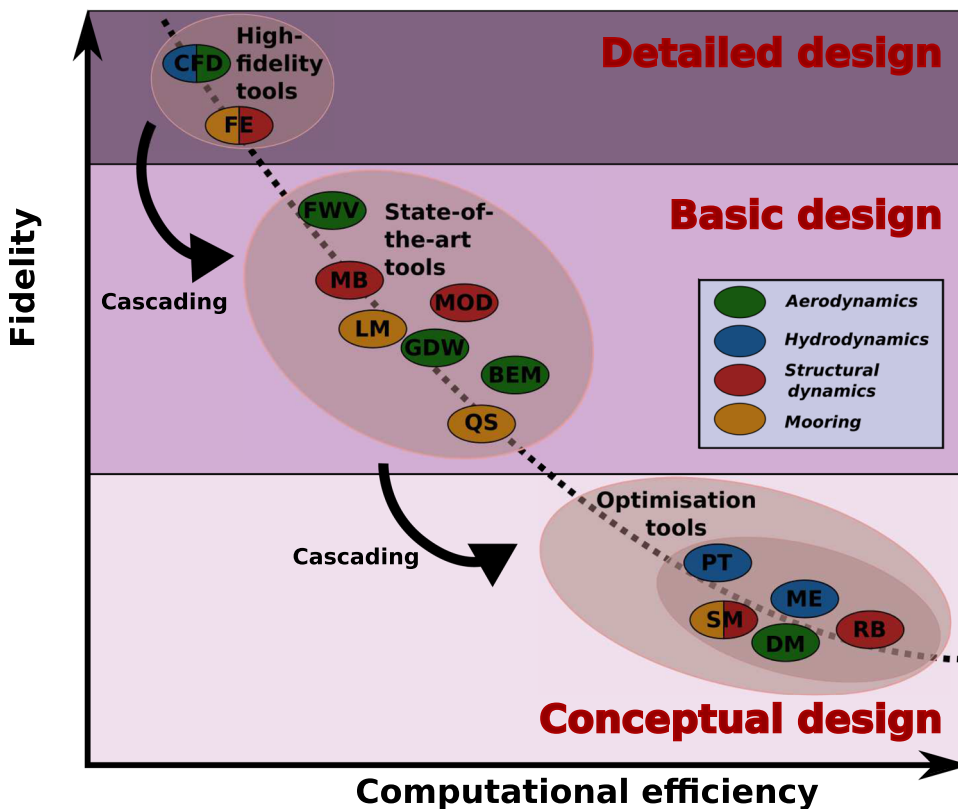 Detailed design
High-
fidelity
tools
CFD
FE
Basic design
FWV
State-of-
the-art
tools
MB
MOD
LM
GDW
BEM
QS
Cascading
Aerodynamics
Hydrodynamics
Structural
dynamics
Mooring
Optimisation
tools
Cascading
PT
ME
SM
RB
DM
Conceptual design
Fidelity
Computational efficiency